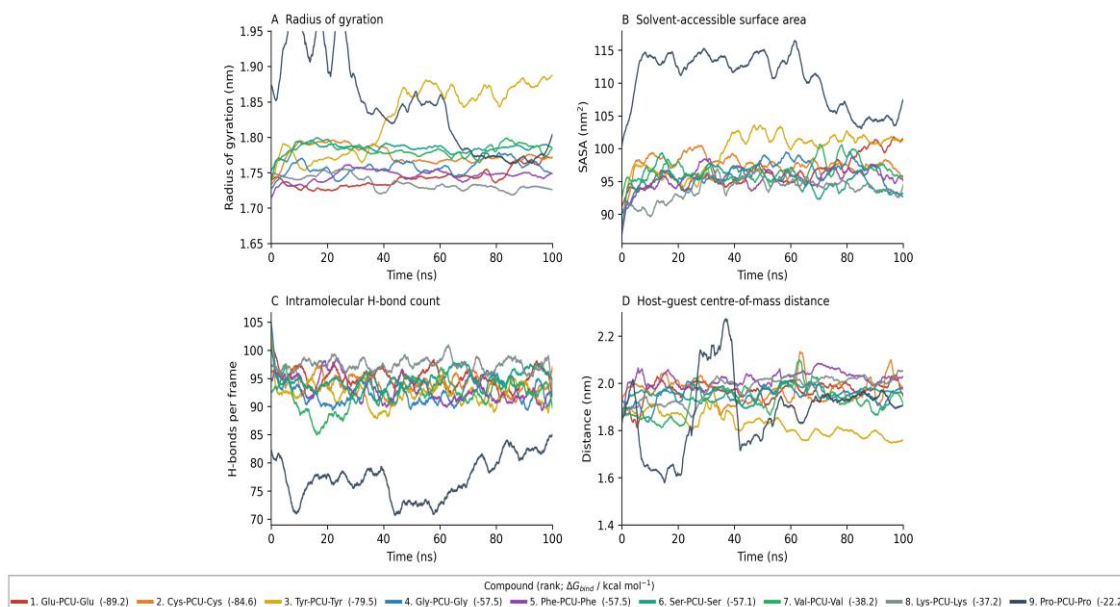 A Radius of gyration
1.95
1.90
1.85
1.80
1.75
1.70
1.65
Radius of gyration (nm)
0 20 40 60 80 100
Time (ns)
B Solvent-accessible surface area
115
110
105
100
95
90
SASA (nm²)
0 20 40 60 80 100
Time (ns)
C Intramolecular H-bond count
105
100
95
90
85
80
75
70
H-bonds per frame
0 20 40 60 80 100
Time (ns)
D Host–guest centre-of-mass distance
2.2
2.0
1.8
1.6
1.4
Distance (nm)
0 20 40 60 80 100
Time (ns)
Compound (rank; ΔG_bind / kcal mol⁻¹)
1. Glu-PCU-Glu (-89.2) 2. Cys-PCU-Cys (-84.6) 3. Tyr-PCU-Tyr (-79.5) 4. Gly-PCU-Gly (-57.5) 5. Phe-PCU-Phe (-57.5) 6. Ser-PCU-Ser (-57.1) 7. Val-PCU-Val (-38.2) 8. Lys-PCU-Lys (-37.2) 9. Pro-PCU-Pro